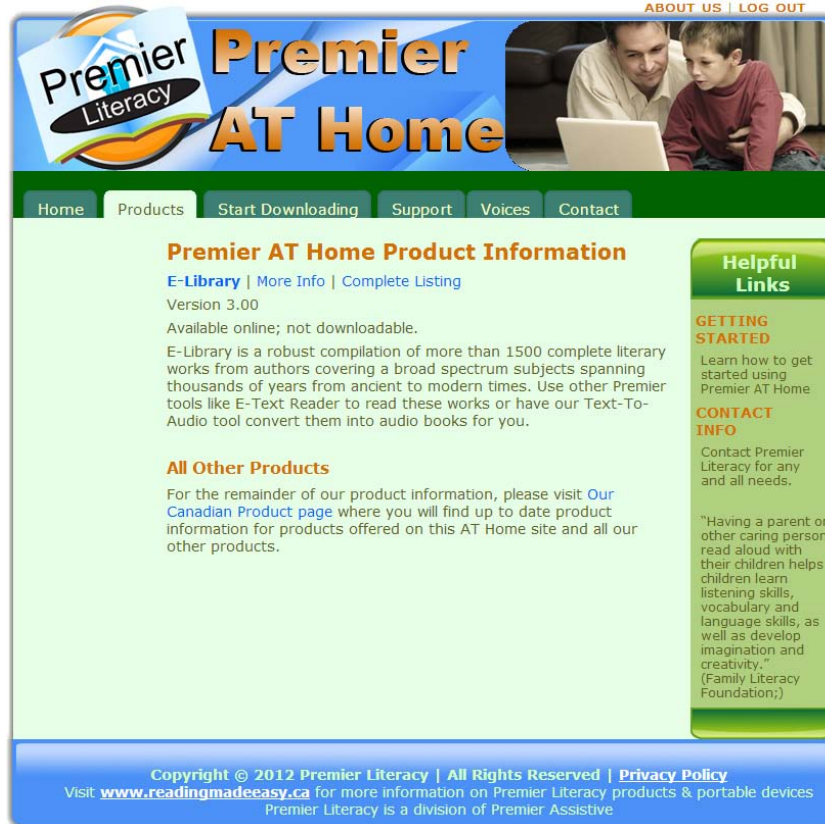 ABOUT US | LOG OUT
Premier
Literacy
Premier
AT Home
Home Products Start Downloading Support Voices Contact
Premier AT Home Product Information
E-Library | More Info | Complete Listing
Version 3.00
Available online; not downloadable.
E-Library is a robust compilation of more than 1500 complete literary
works from authors covering a broad spectrum subjects spanning
thousands of years from ancient to modern times. Use other Premier
tools like E-Text Reader to read these works or have our Text-To-
Audio tool convert them into audio books for you.
All Other Products
For the remainder of our product information, please visit Our
Canadian Product page where you will find up to date product
information for products offered on this AT Home site and all our
other products.
Helpful
Links
GETTING
STARTED
Learn how to get
started using
Premier AT Home
CONTACT
INFO
Contact Premier
Literacy for any
and all needs.
“Having a parent or
other caring person
read aloud with
their children helps
children learn
listening skills,
vocabulary and
language skills, as
well as develop
imagination and
creativity.”
(Family Literacy
Foundation;)
Copyright © 2012 Premier Literacy | All Rights Reserved | Privacy Policy
Visit www.readingmadeeasy.ca for more information on Premier Literacy products & portable devices
Premier Literacy is a division of Premier Assistive